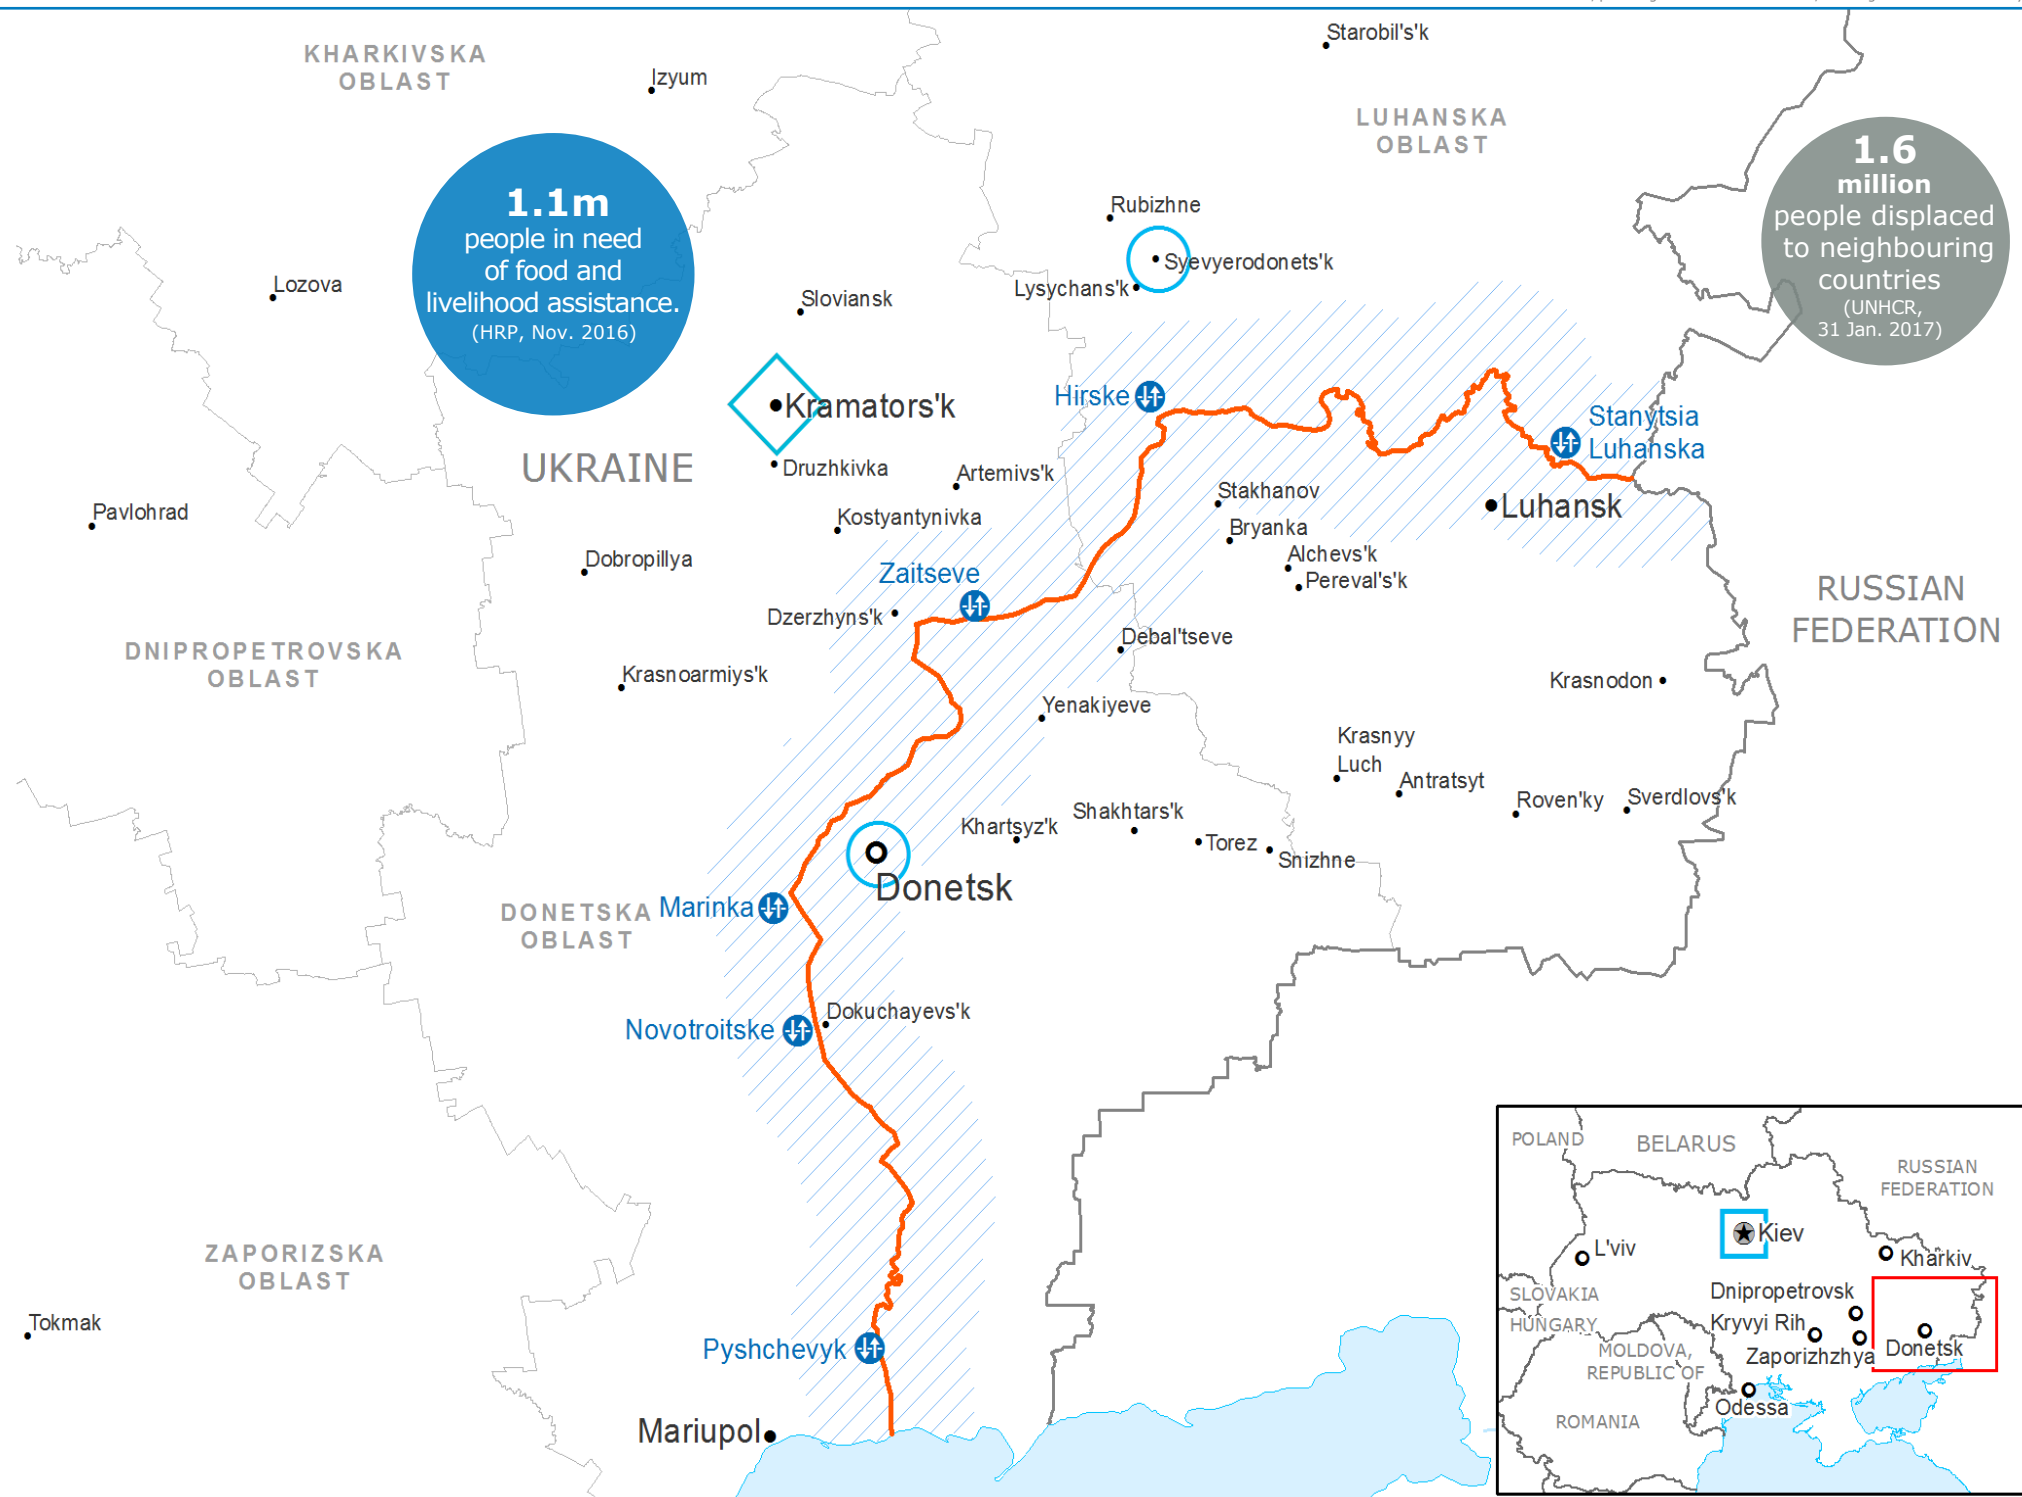 KHARKIVSKA
OBLAST
Izyum
Starobil's'k
LUHANSKA
OBLAST
1.6
million
people displaced
to neighbouring
countries
(UNHCR,
31 Jan. 2017)
1.1m
people in need
of food and
livelihood assistance.
(HRP, Nov. 2016)
Rubizhne
Syevyerodonets'k
Lysychans'k
Lozova
Sloviansk
Kramators'k
Hirske
Stanytsia
Luhanska
UKRAINE
Druzhkivka
Artemivs'k
Stakhanov
Luhansk
Pavlohrad
Kostyantynivka
Bryanka
Dobropillya
Alchevs'k
Zaitseve
Pereval's'k
RUSSIAN
FEDERATION
Dzerzhyns'k
Debal'tseve
DNIPROPETROVSKA
OBLAST
Krasnoarmiys'k
Krasnodon
Yenakiyeve
Krasnyy
Luch
Antratsyt
Roven'ky
Sverdlovs'k
Khartsyz'k
Shakhtars'k
Torez
Snizhne
Donetsk
DONETSKA
OBLAST
Marinka
Dokuchayevs'k
Novotroitske
ZAPORIZSKA
OBLAST
Tokmak
Pyshchevyk
Mariupol
POLAND
BELARUS
RUSSIAN
FEDERATION
Kiev
L'viv
Kharkiv
SLOVAKIA
Dnipropetrovsk
HUNGARY
Kryvyi Rih
MOLDOVA,
REPUBLIC OF
Zaporizhzhya
Donetsk
Odessa
ROMANIA